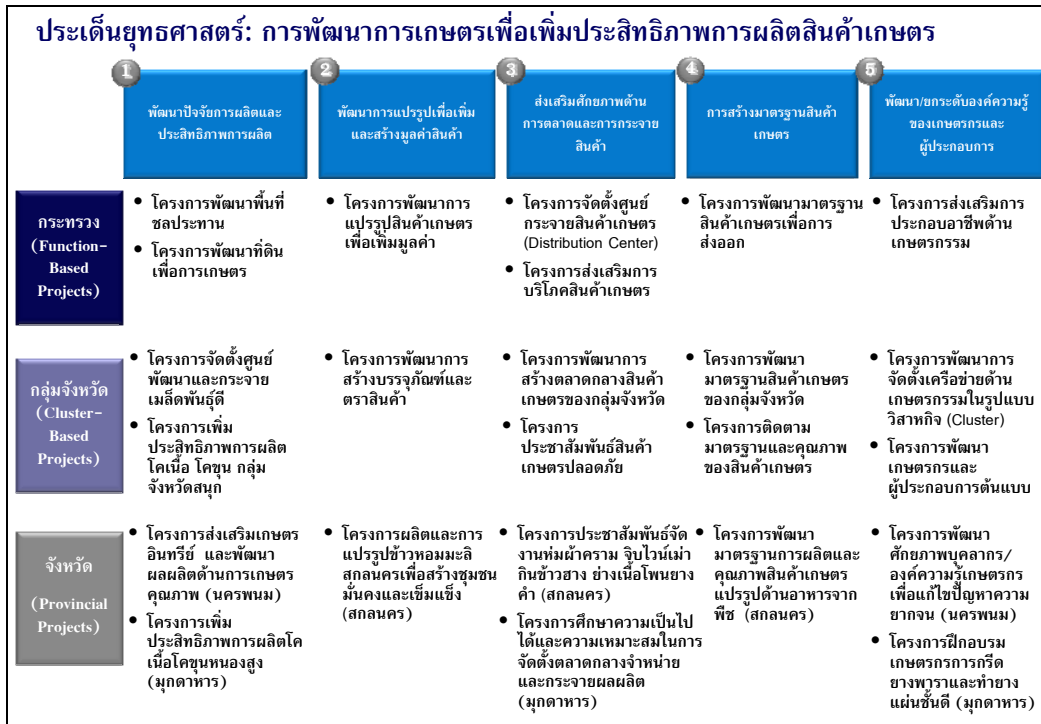 ประเด็นยุทธศาสตร์: การพัฒนาการเกษตรเพื่อเพิ่มประสิทธิภาพการผลิตสินค้าเกษตร
1
พัฒนาปัจจัยการผลิตและ
ประสิทธิภาพการผลิต
2
พัฒนาการแปรรูปเพื่อเพิ่ม
และสร้างมูลค่าสินค้า
3
ส่งเสริมศักยภาพด้าน
การตลาดและการกระจาย
สินค้า
4
การสร้างมาตรฐานสินค้า
เกษตร
5
พัฒนา/ยกระดับองค์ความรู้
ของเกษตรกรและ
ผู้ประกอบการ
กระทรวง
(Function-
Based
Projects)
• โครงการพัฒนาพื้นที่
ชลประทาน
• โครงการพัฒนาที่ดิน
เพื่อการเกษตร
• โครงการพัฒนาการ
แปรรูปสินค้าเกษตร
เพื่อเพิ่มมูลค่า
• โครงการจัดตั้งศูนย์
กระจายสินค้าเกษตร
(Distribution Center)
• โครงการส่งเสริมการ
บริโภคสินค้าเกษตร
• โครงการพัฒนามาตรฐาน
สินค้าเกษตรเพื่อการ
ส่งออก
• โครงการส่งเสริมการ
ประกอบอาชีพด้าน
เกษตรกรรม
กลุ่มจังหวัด
(Cluster-
Based
Projects)
• โครงการจัดตั้งศูนย์
พัฒนาและกระจาย
เมล็ดพันธุ์ดี
• โครงการเพิ่ม
ประสิทธิภาพการผลิต
โคเนื้อ โคขุน กลุ่ม
จังหวัดสนุก
• โครงการพัฒนาการ
สร้างบรรจุภัณฑ์และ
ตราสินค้า
• โครงการพัฒนาการ
สร้างตลาดกลางสินค้า
เกษตรของกลุ่มจังหวัด
• โครงการ
ประชาสัมพันธ์สินค้า
เกษตรปลอดภัย
• โครงการพัฒนา
มาตรฐานสินค้าเกษตร
ของกลุ่มจังหวัด
• โครงการติดตาม
มาตรฐานและคุณภาพ
ของสินค้าเกษตร
• โครงการพัฒนาการ
จัดตั้งเครือข่ายด้าน
เกษตรกรรมในรูปแบบ
วิสาหกิจ (Cluster)
• โครงการพัฒนา
เกษตรกรและ
ผู้ประกอบการต้นแบบ
จังหวัด
(Provincial
Projects)
• โครงการส่งเสริมเกษตร
อินทรีย์ และพัฒนา
ผลผลิตด้านการเกษตร
คุณภาพ (นครพนม)
• โครงการเพิ่ม
ประสิทธิภาพการผลิตโค
เนื้อโคขุนหนองสูง
(มุกดาหาร)
• โครงการผลิตและการ
แปรรูปข้าวหอมมะลิ
สกลนครเพื่อสร้างชุมชน
มั่นคงและเข็มแข็ง
(สกลนคร)
• โครงการประชาสัมพันธ์จัด
งานห่มผ้าคราม จิบไวน์เม่า
กินข้าวฮาง ย่างเนื้อโพนยาง
คำ (สกลนคร)
• โครงการศึกษาความเป็นไป
ได้และความเหมาะสมในการ
จัดตั้งตลาดกลางจำหน่าย
และกระจายผลผลิต
(มุกดาหาร)
• โครงการพัฒนา
มาตรฐานการผลิตและ
คุณภาพสินค้าเกษตร
แปรรูปด้านอาหารจาก
พืช (สกลนคร)
• โครงการพัฒนา
ศักยภาพบุคลากร/
องค์ความรู้เกษตรกร
เพื่อแก้ไขปัญหาความ
ยากจน (นครพนม)
• โครงการฝึกอบรม
เกษตรกรการกรีด
ยางพาราและทำยาง
แผ่นชั้นดี (มุกดาหาร)